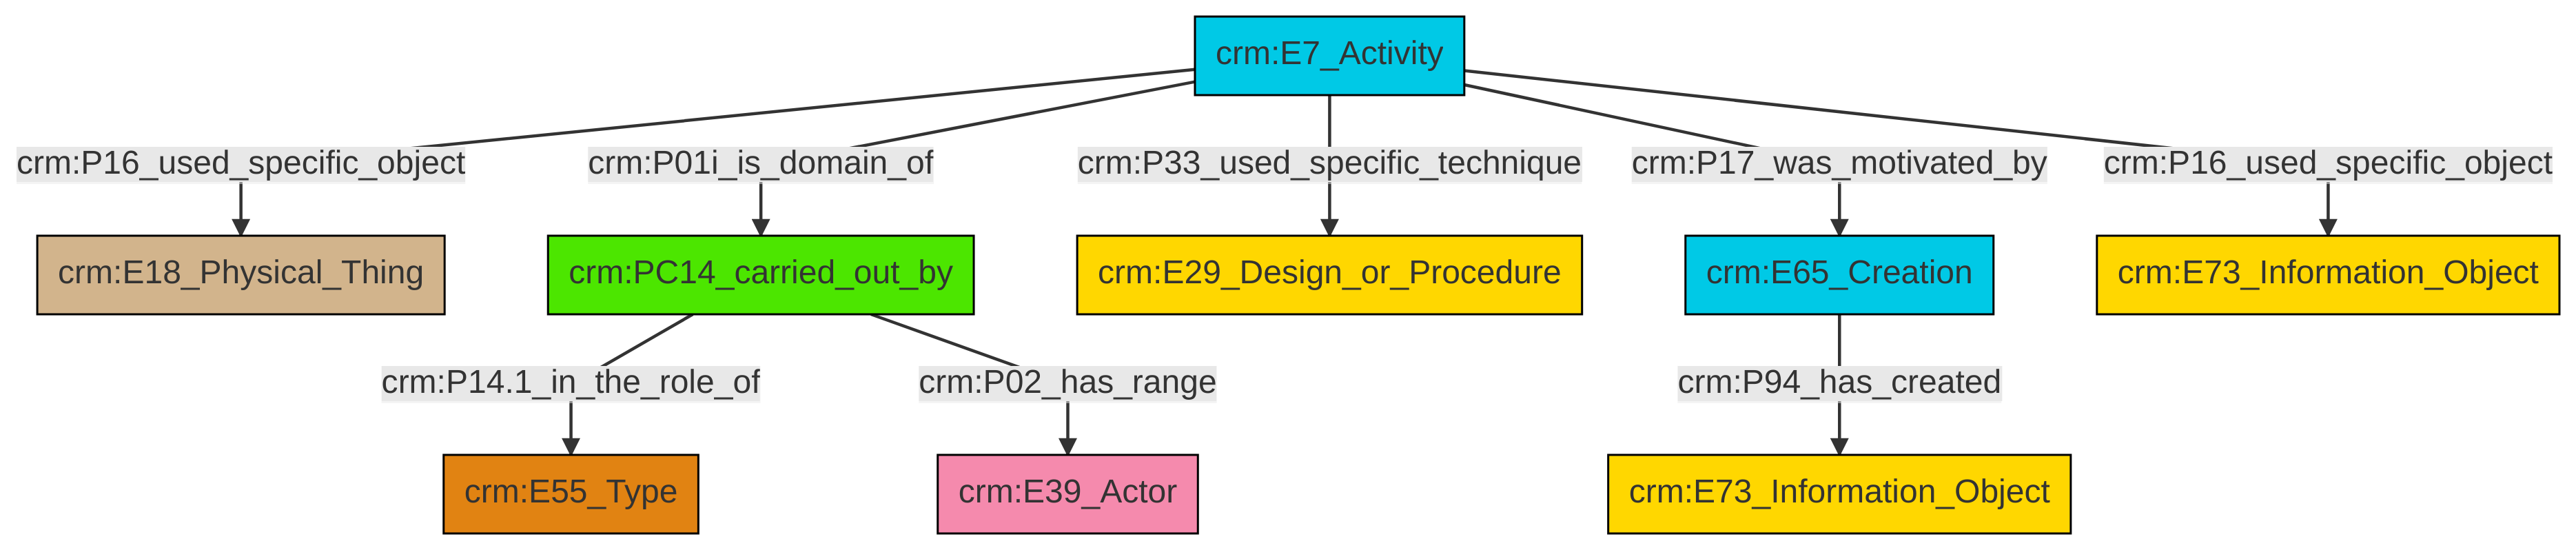 crm:E7_Activity
crm:P16_used_specific_object
crm:P01i_is_domain_of
crm:P33_used_specific_technique
crm:P17_was_motivated_by
crm:P16_used_specific_object
crm:E18_Physical_Thing
crm:PC14_carried_out_by
crm:E29_Design_or_Procedure
crm:E65_Creation
crm:E73_Information_Object
crm:P14.1_in_the_role_of
crm:P02_has_range
crm:P94_has_created
crm:E55_Type
crm:E39_Actor
crm:E73_Information_Object